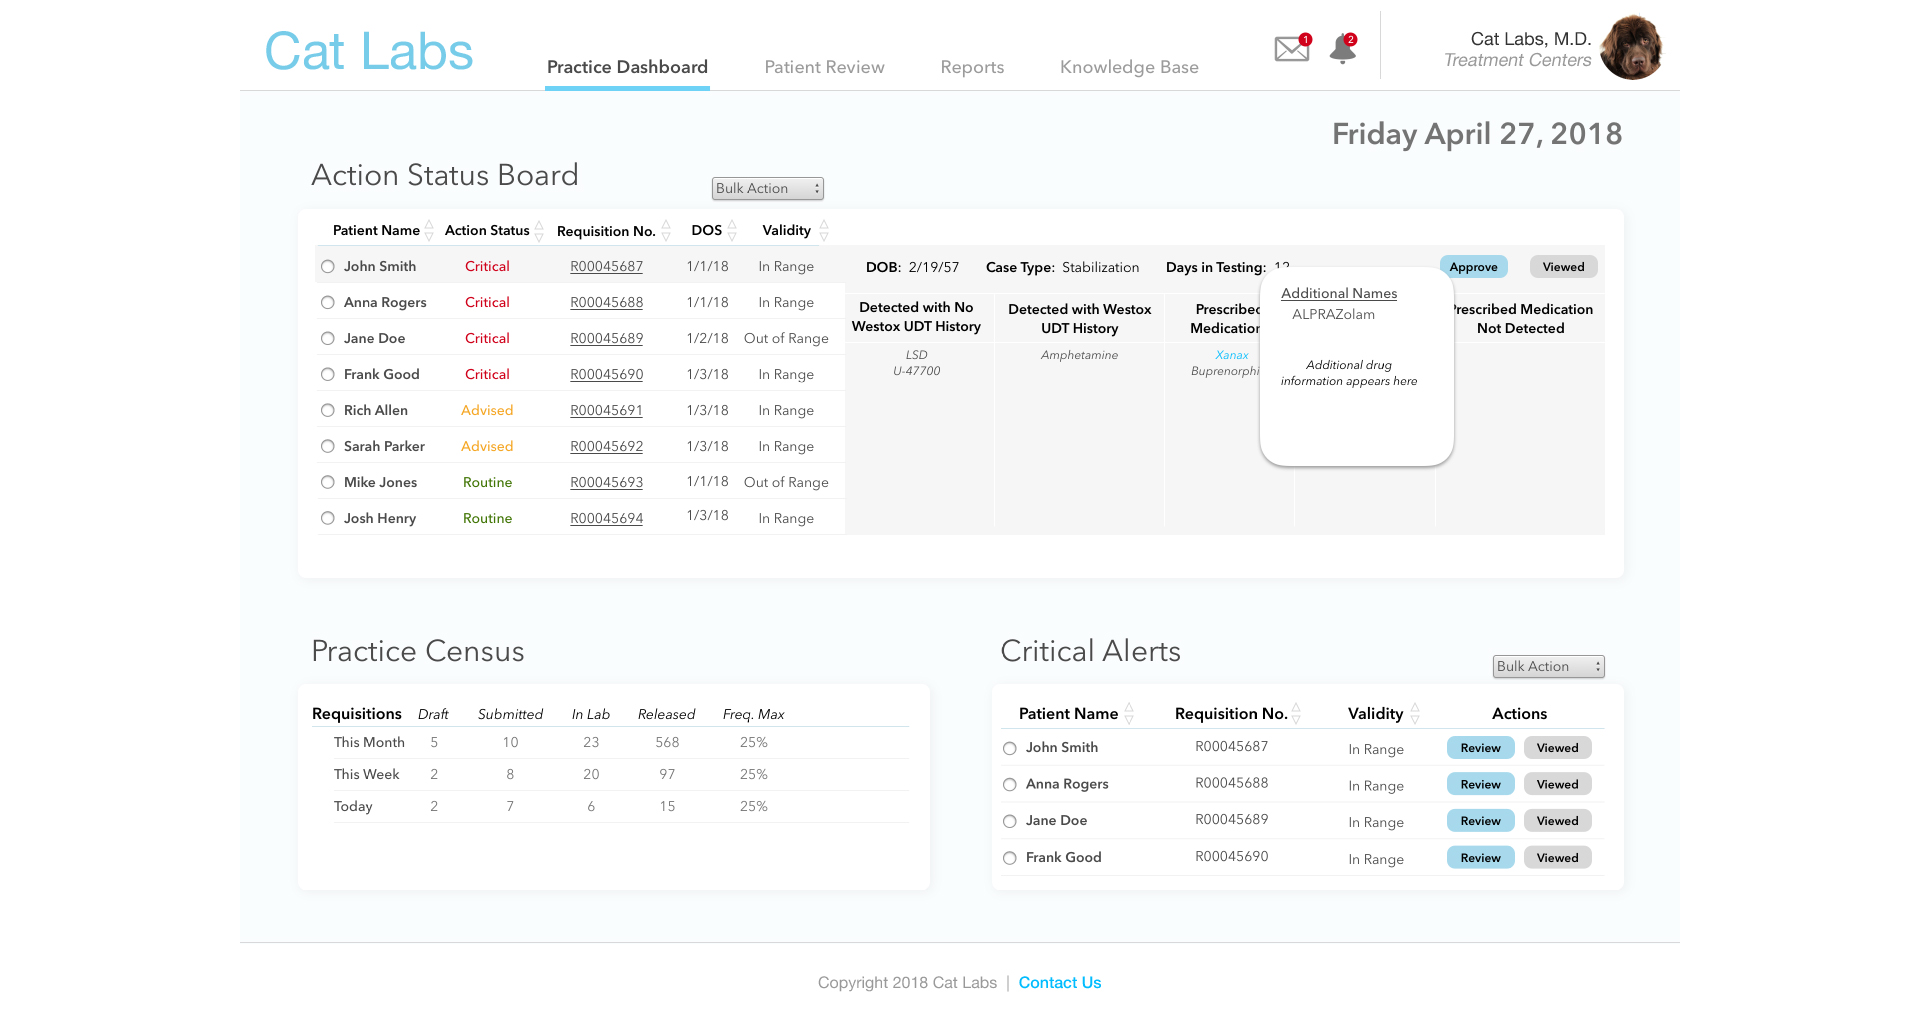 Cat Labs
Practice Dashboard Patient Review Reports Knowledge Base
1 2
Cat Labs, M.D.
Treatment Centers
Friday April 27, 2018
Action Status Board
Bulk Action
Patient Name Action Status Requisition No. DOS Validity
John Smith Critical R00045687 1/1/18 In Range
Anna Rogers Critical R00045688 1/1/18 In Range
Jane Doe Critical R00045689 1/2/18 Out of Range
Frank Good Critical R00045690 1/3/18 In Range
Rich Allen Advised R00045691 1/3/18 In Range
Sarah Parker Advised R00045692 1/3/18 In Range
Mike Jones Routine R00045693 1/1/18 Out of Range
Josh Henry Routine R00045694 1/3/18 In Range
DOB: 2/19/57 Case Type: Stabilization Days in Testing: Approve Viewed
Detected with No
Westox UDT History
LSD
U-47700
Detected with Westox
UDT History
Amphetamine
Xanax
Additional Names
ALPRAZolam
Additional drug
information appears here
Medication
Not Detected
Practice Census
Requisitions Draft Submitted In Lab Released Freq. Max
This Month 5 10 23 568 25%
This Week 2 8 20 97 25%
Today 2 7 6 15 25%
Critical Alerts
Bulk Action
Patient Name Requisition No. Validity Actions
John Smith R00045687 In Range Review Viewed
Anna Rogers R00045688 In Range Review Viewed
Jane Doe R00045689 In Range Review Viewed
Frank Good R00045690 In Range Review Viewed
Copyright 2018 Cat Labs | Contact Us